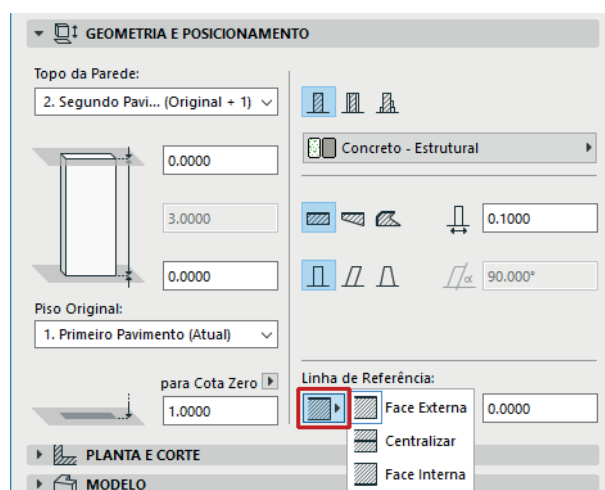 GEOMETRIA E POSICIONAMENTO
Topo da Parede:
2. Segundo Pavi... (Original + 1)
0.0000
3.0000
0.0000
Piso Original:
1. Primeiro Pavimento (Atual)
para Cota Zero
1.0000
Concreto - Estrutural
0.1000
α 90.000°
Linha de Referência:
Face Externa
0.0000
Centralizar
Face Interna
PLANTA E CORTE
MODELO